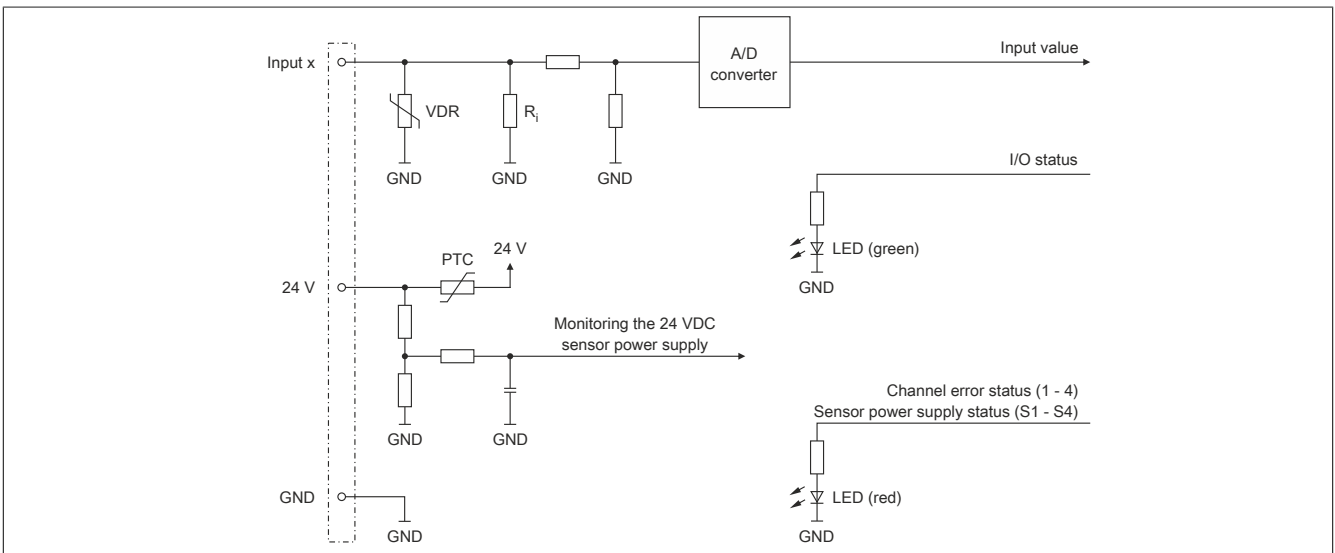 Input x
A/D
converter
Input value
VDR
Ri
GND
GND
GND
I/O status
LED (green)
GND
24 V
PTC
24 V
Monitoring the 24 VDC
sensor power supply
GND
GND
Channel error status (1 - 4)
Sensor power supply status (S1 - S4)
LED (red)
GND
GND
GND